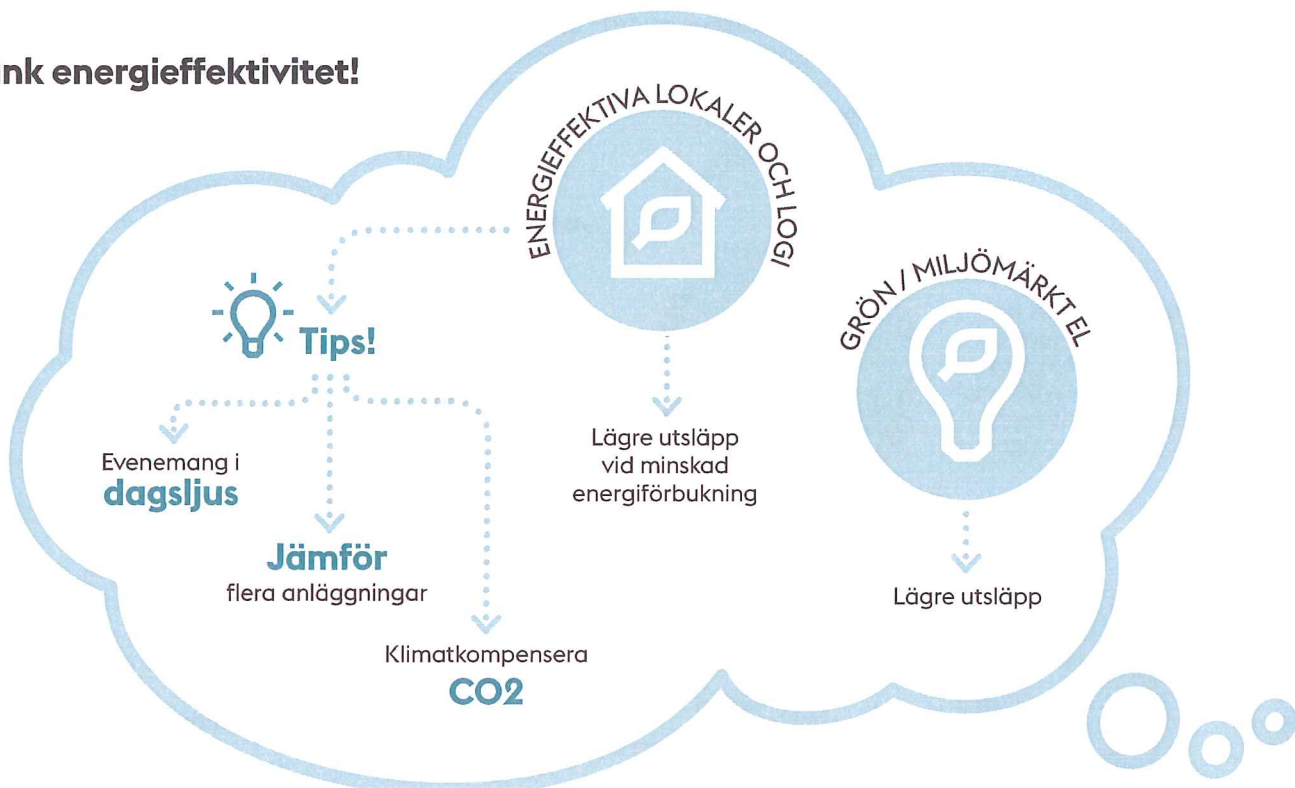 nk energieffektivitet!
ENERGIEFFEKTIVA LOKALER OCH LOGI
GRÖN / MILJÖMÄRKT EL
Tips!
Evenemang i
dagsljus
Jämför
flera anläggningar
Klimatkompensera
CO2
Lägre utsläpp
vid minskad
energiförbukning
Lägre utsläpp